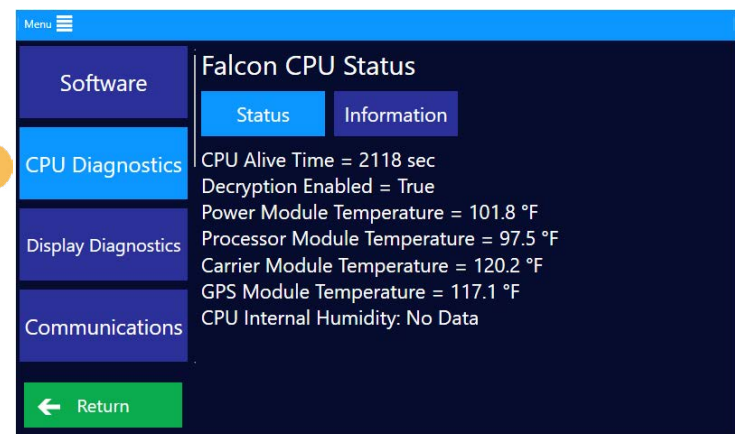 Menu
Software
CPU Diagnostics
Display Diagnostics
Communications
Return
Falcon CPU Status
Status Information
CPU Alive Time = 2118 sec
Decryption Enabled = True
Power Module Temperature = 101.8 °F
Processor Module Temperature = 97.5 °F
Carrier Module Temperature = 120.2 °F
GPS Module Temperature = 117.1 °F
CPU Internal Humidity: No Data